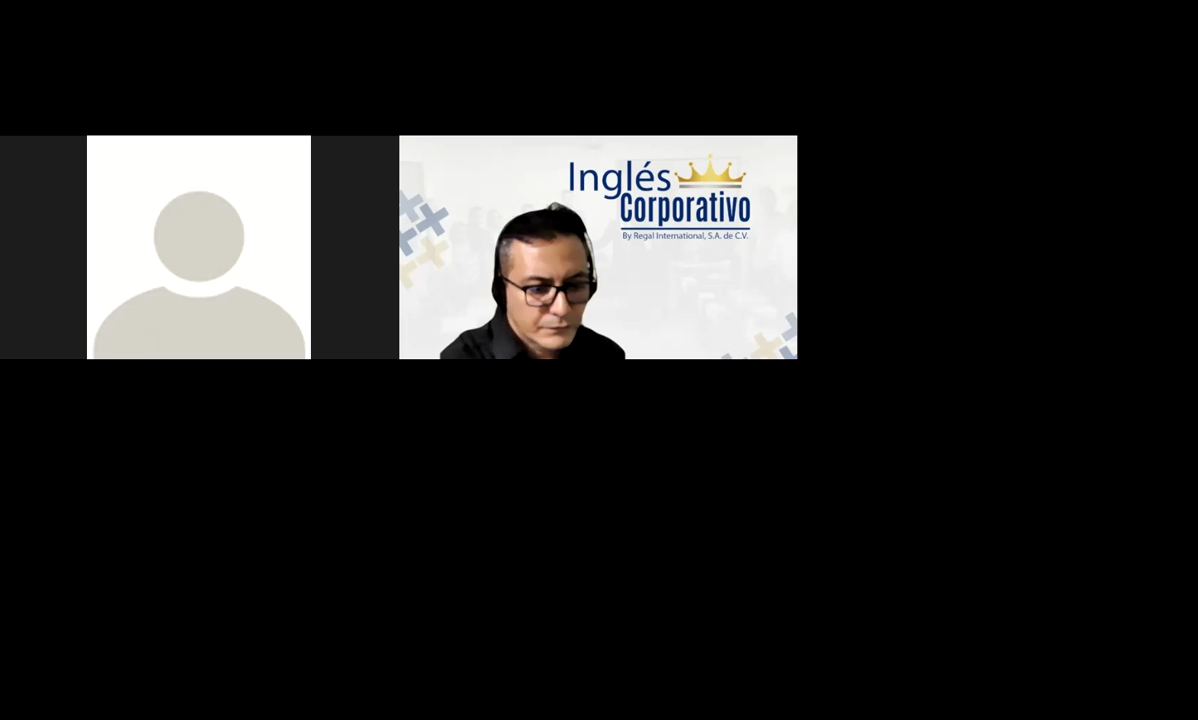 Inglés
Corporativo
By Regal International, S.A. de C.V.